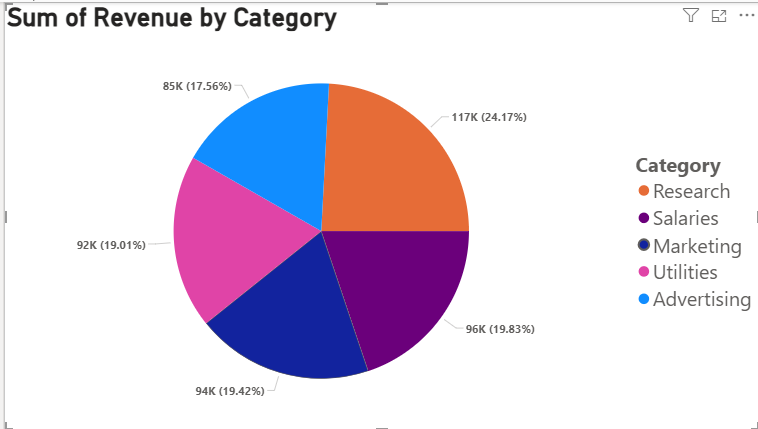 Sum of Revenue by Category
85K (17.56%)
117K (24.17%)
92K (19.01%)
96K (19.83%)
94K (19.42%)
Category
Research
Salaries
Marketing
Utilities
Advertising